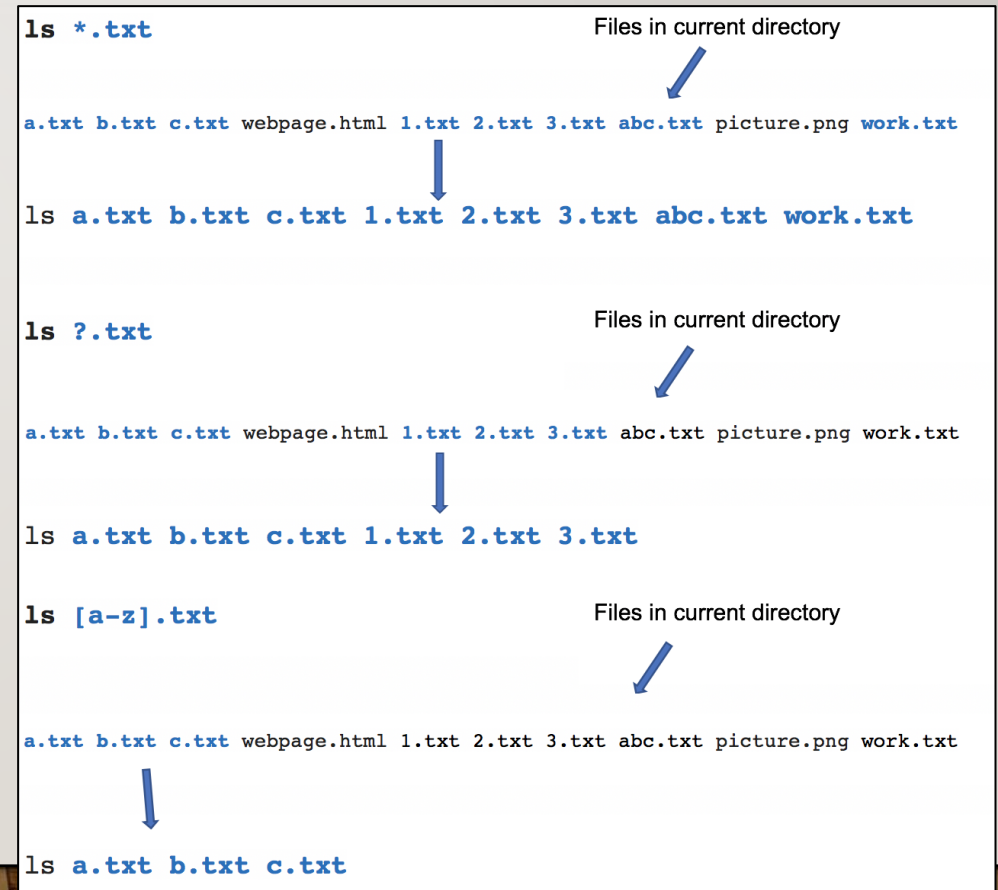 ls *.txt
Files in current directory
a.txt b.txt c.txt webpage.html 1.txt 2.txt 3.txt abc.txt picture.png work.txt
ls a.txt b.txt c.txt 1.txt 2.txt 3.txt abc.txt work.txt
ls ?.txt
Files in current directory
a.txt b.txt c.txt webpage.html 1.txt 2.txt 3.txt abc.txt picture.png work.txt
ls a.txt b.txt c.txt 1.txt 2.txt 3.txt
ls [a-z].txt
Files in current directory
a.txt b.txt c.txt webpage.html 1.txt 2.txt 3.txt abc.txt picture.png work.txt
ls a.txt b.txt c.txt